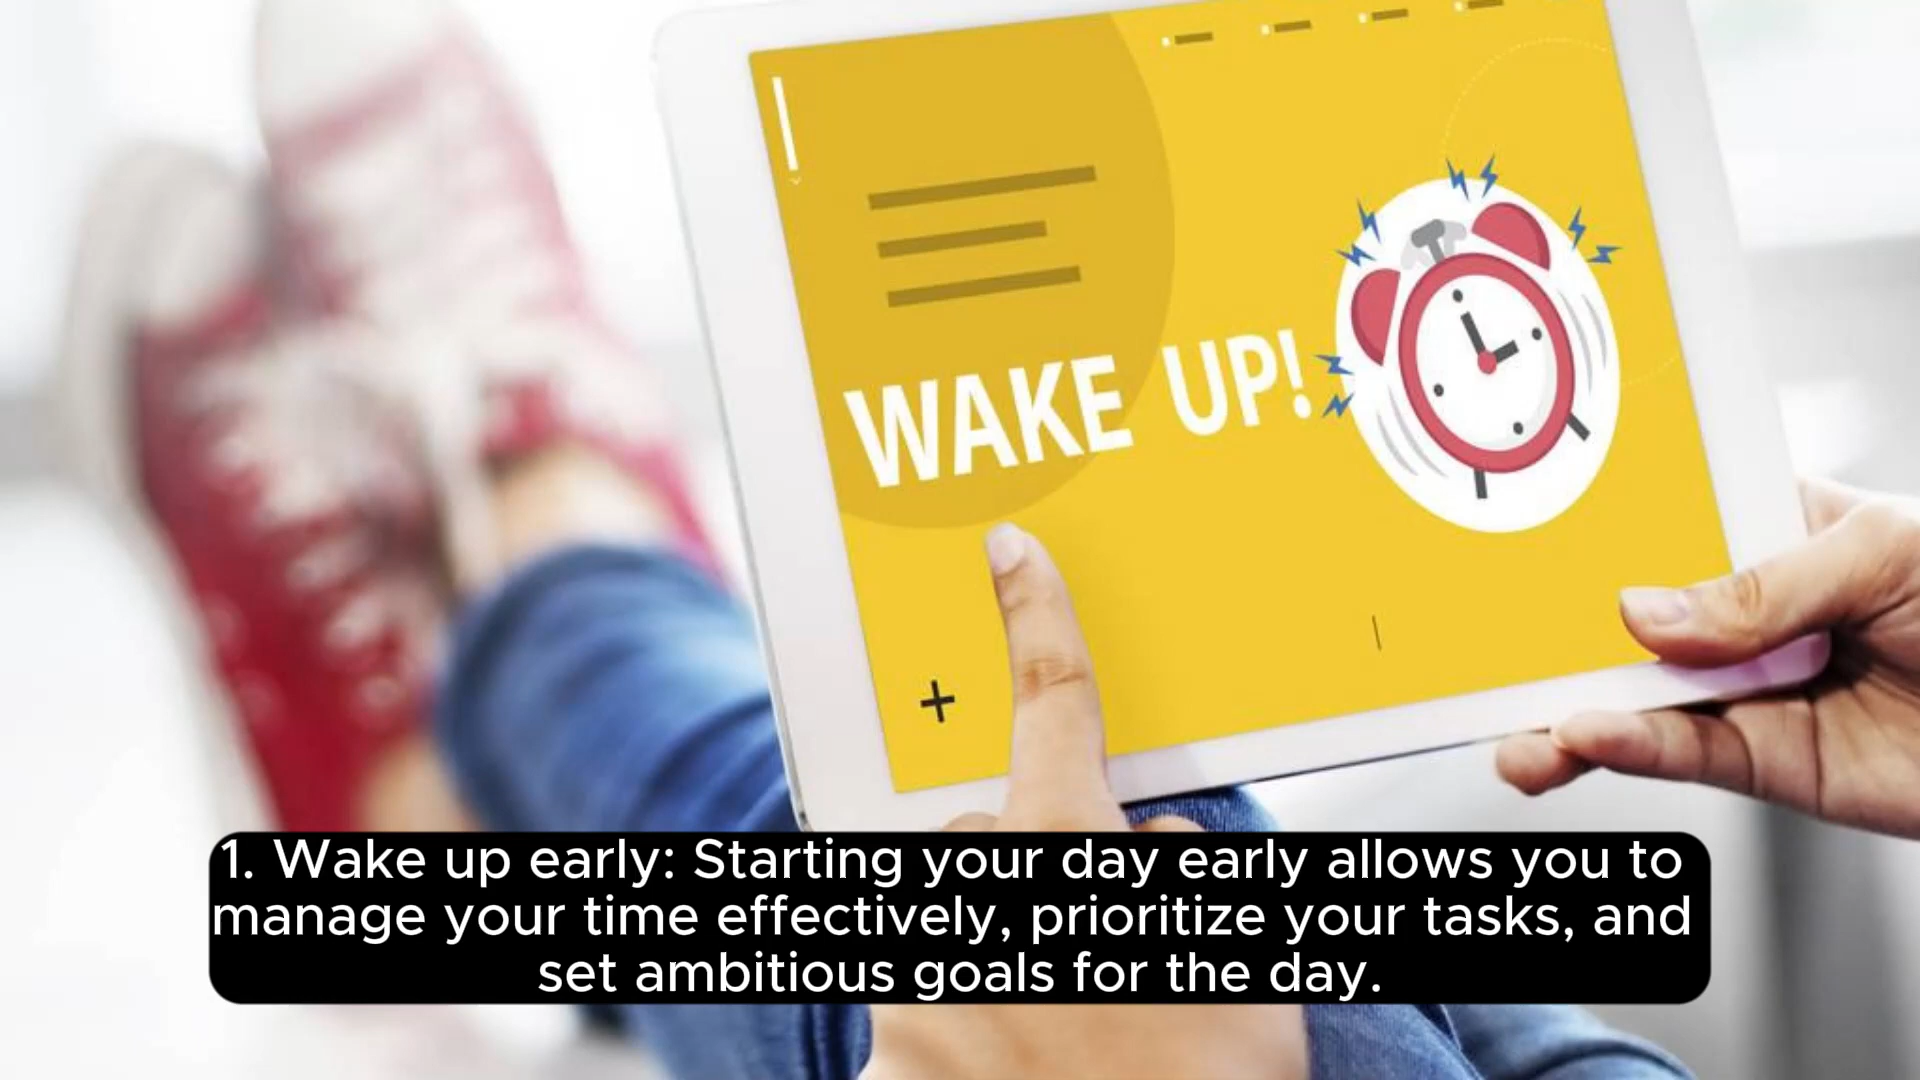 WAKE UP!
1. Wake up early: Starting your day early allows you to
manage your time effectively, prioritize your tasks, and
set ambitious goals for the day.